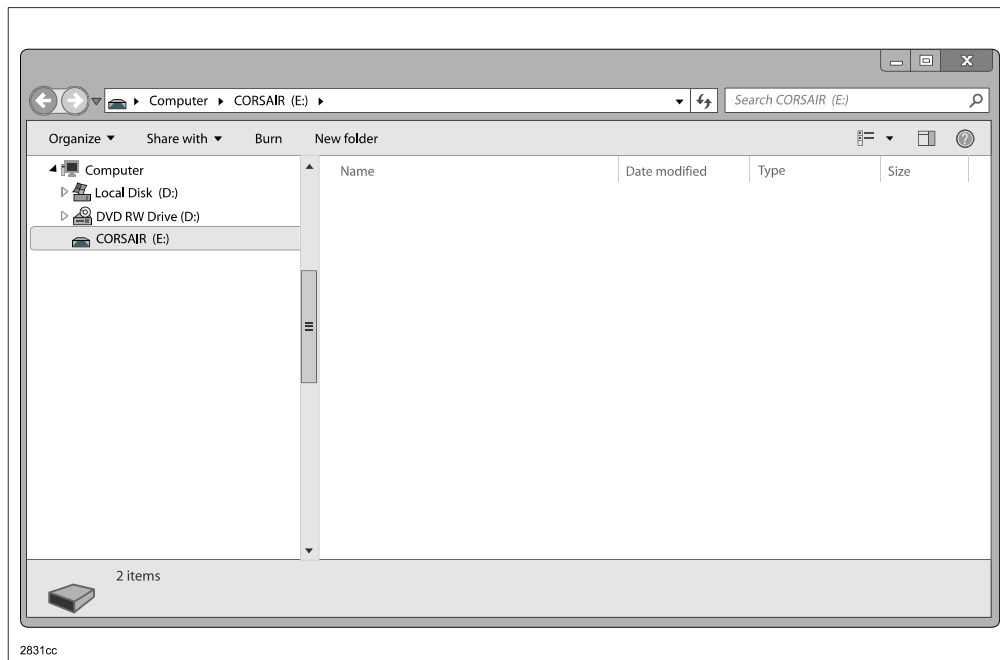 X
Computer CORSAIR (E:)
Search CORSAIR (E:)
Organize Share with Burn New folder
?
Computer
Local Disk (D:)
DVD RW Drive (D:)
CORSAIR (E:)
Name Date modified Type Size
2 items
2831cc